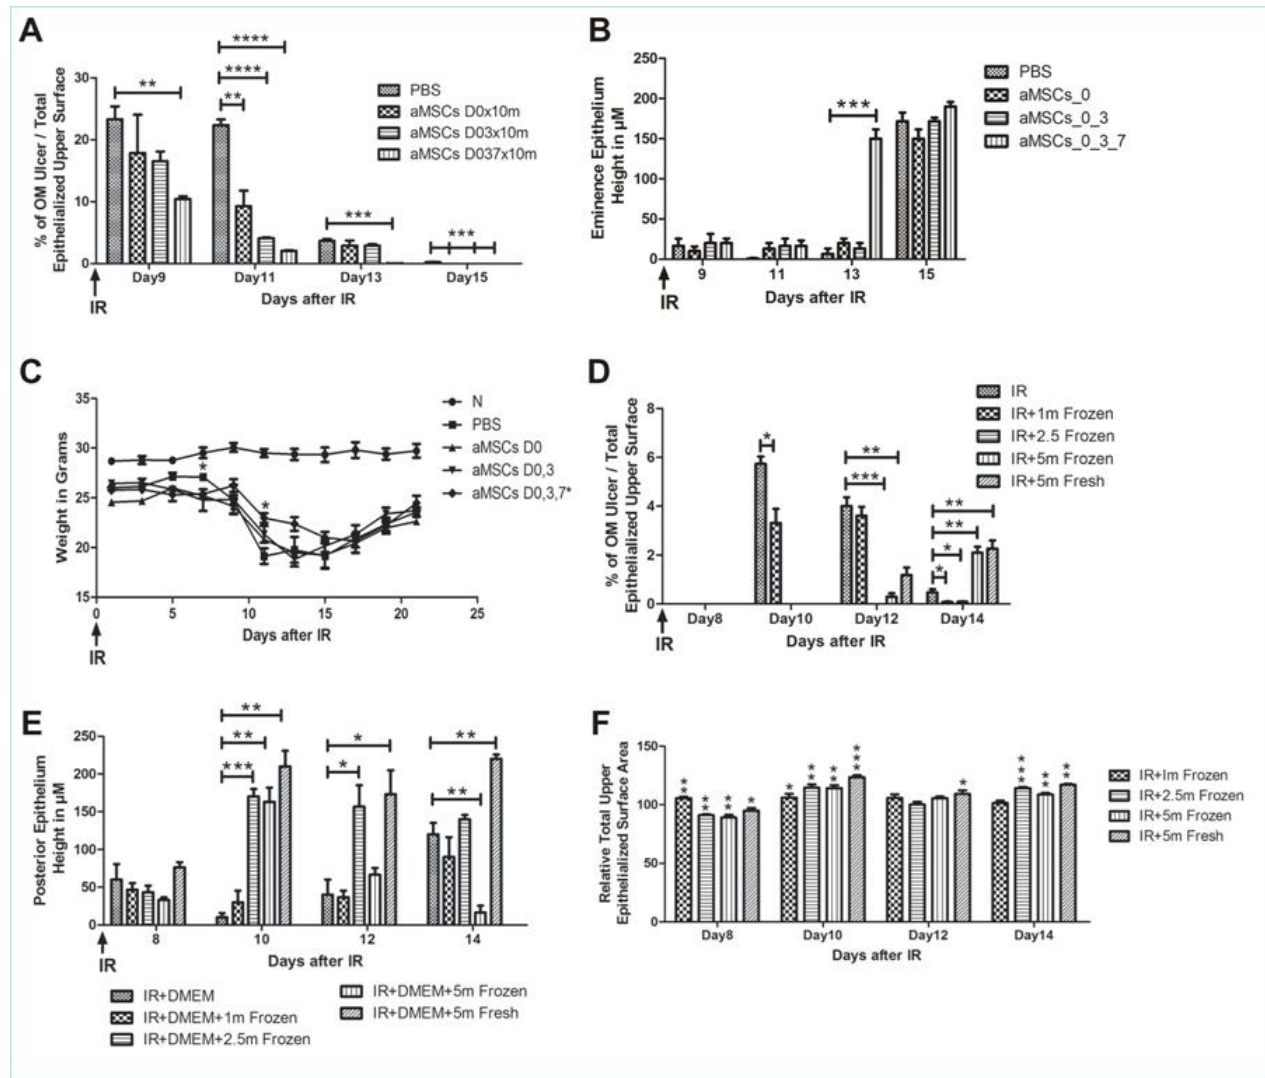 A
% of OM Ulcer / Total
Epithelialized Upper Surface
30
20
10
0
**
****
****
**
***
***
PBS
aMSCs D0x10m
aMSCs D03x10m
aMSCs D037x10m
Day9
Day11
Day13
Day15
Days after IR
IR
B
Eminence Epithelium
Height in µM
250
200
150
100
50
0
***
PBS
aMSCs_0
aMSCs_0_3
aMSCs_0_3_7
9
11
13
15
Days after IR
IR
C
Weight in Grams
35
30
25
20
15
*
*
N
PBS
aMSCs D0
aMSCs D0,3
aMSCs D0,3,7*
0
5
10
15
20
25
Days after IR
IR
D
% of OM Ulcer / Total
Epithelialized Upper Surface
8
6
4
2
0
*
**
***
**
**
*
*
IR
IR+1m Frozen
IR+2.5 Frozen
IR+5m Frozen
IR+5m Fresh
Day8
Day10
Day12
Day14
Days after IR
IR
E
Posterior Epithelium
Height in µM
250
200
150
100
50
0
**
**
***
*
*
**
**
8
10
12
14
Days after IR
IR
IR+DMEM
IR+DMEM+1m Frozen
IR+DMEM+2.5m Frozen
IR+DMEM+5m Frozen
IR+DMEM+5m Fresh
F
Relative Total Upper
Epithelialized Surface Area
150
100
50
0
**
**
**
*
*
**
**
***
*
***
**
**
IR+1m Frozen
IR+2.5m Frozen
IR+5m Frozen
IR+5m Fresh
Day8
Day10
Day12
Day14
Days after IR